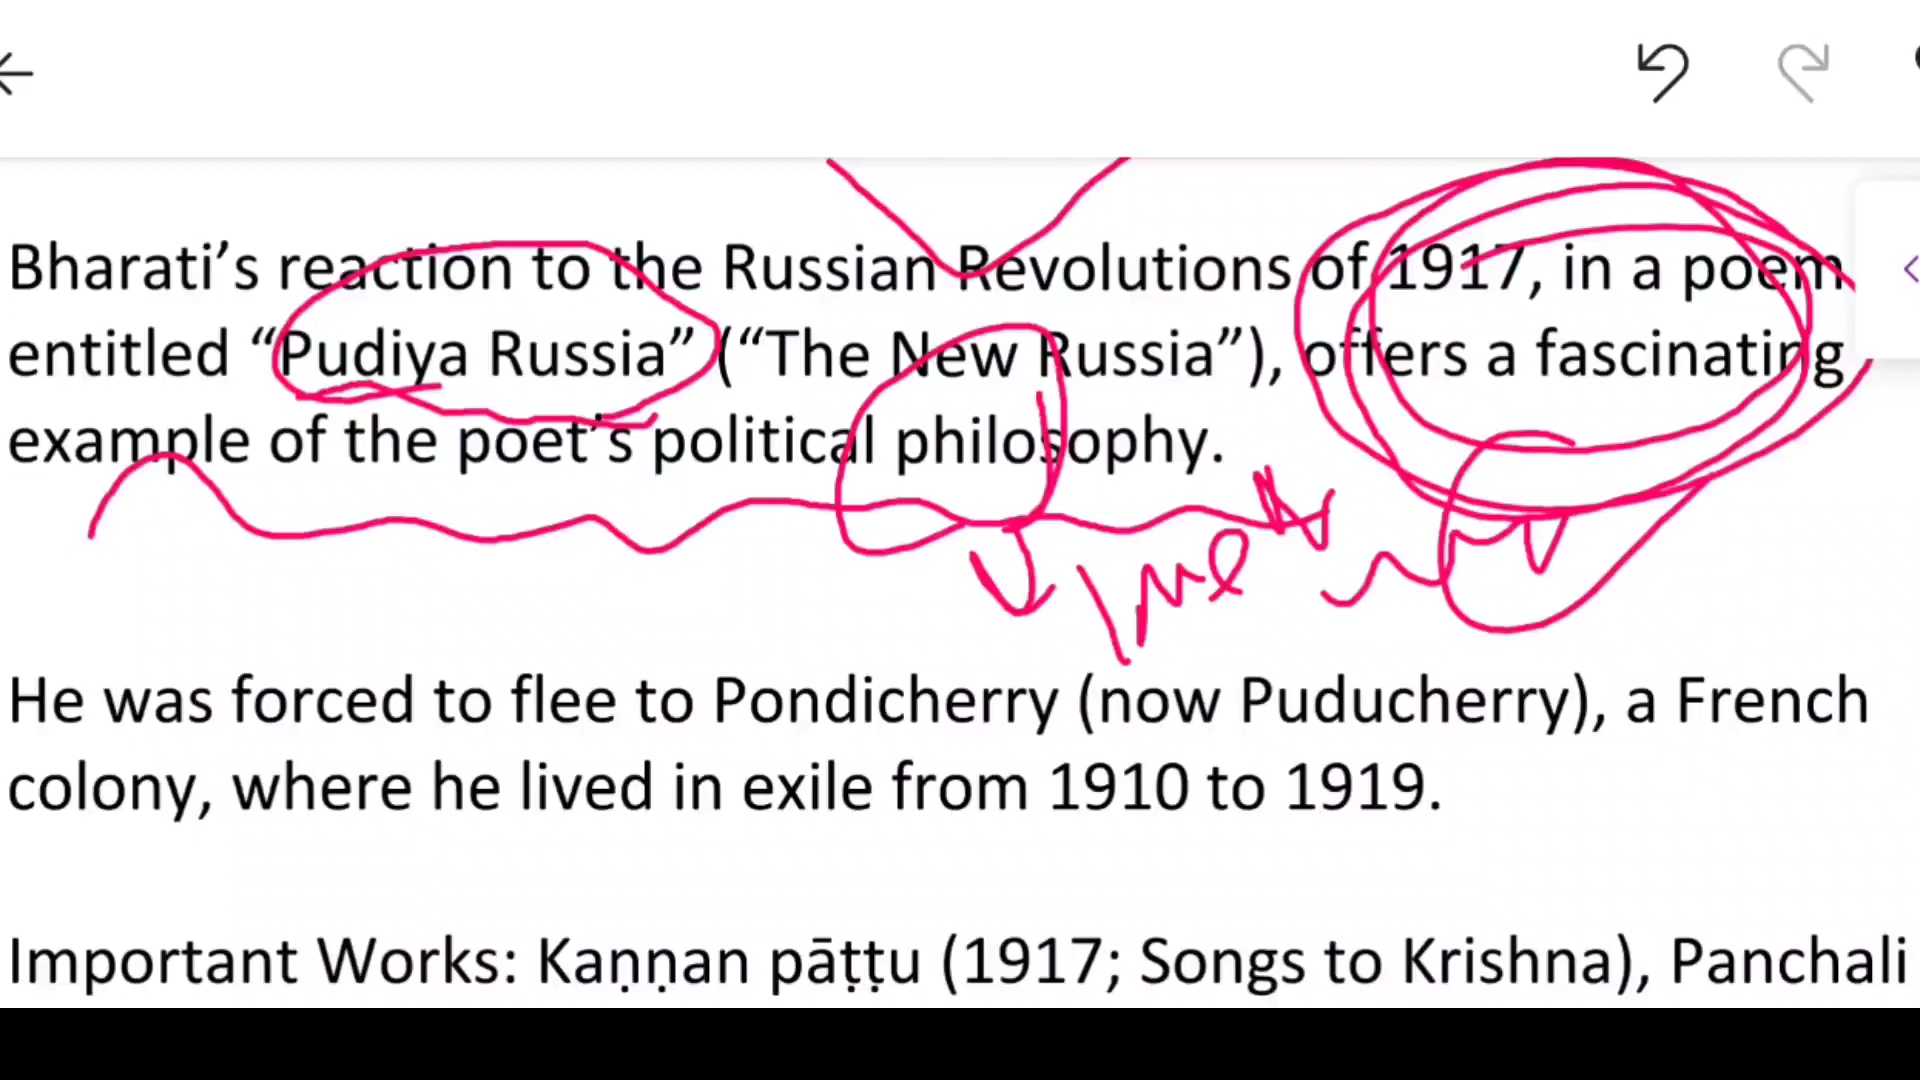 Bharati’s reaction to the Russian Revolutions of 1917, in a poem
entitled “Pudiya Russia” (“The New Russia”), offers a fascinating
example of the poet’s political philosophy.
He was forced to flee to Pondicherry (now Puducherry), a French
colony, where he lived in exile from 1910 to 1919.
Important Works: Kaṇṇan pāṭṭu (1917; Songs to Krishna), Panchali